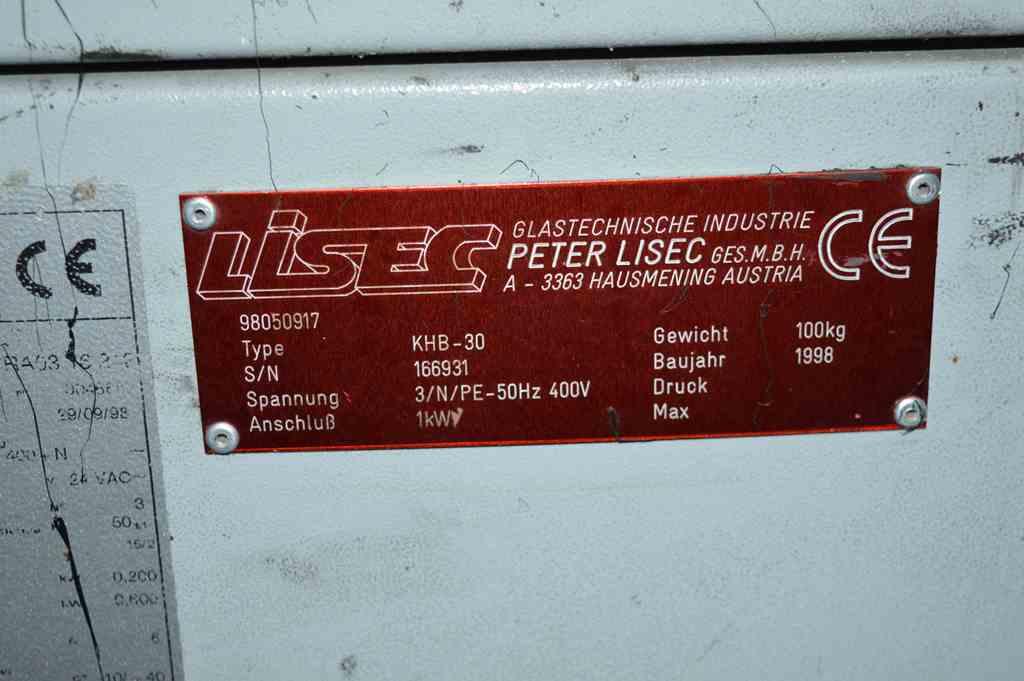 LISEC
GLASTECHNISCHE INDUSTRIE
PETER LISEC GES.M.B.H.
A - 3363 HAUSMENING AUSTRIA
CE
98050917
Type KHB-30
S/N 166931
Spannung 3/N/PE-50Hz 400V
Anschluß 1kW
Gewicht 100kg
Baujahr 1998
Druck
Max
CE
29/09/98
24 VAC~
3
50
15/2
0,200
0,600
A 6